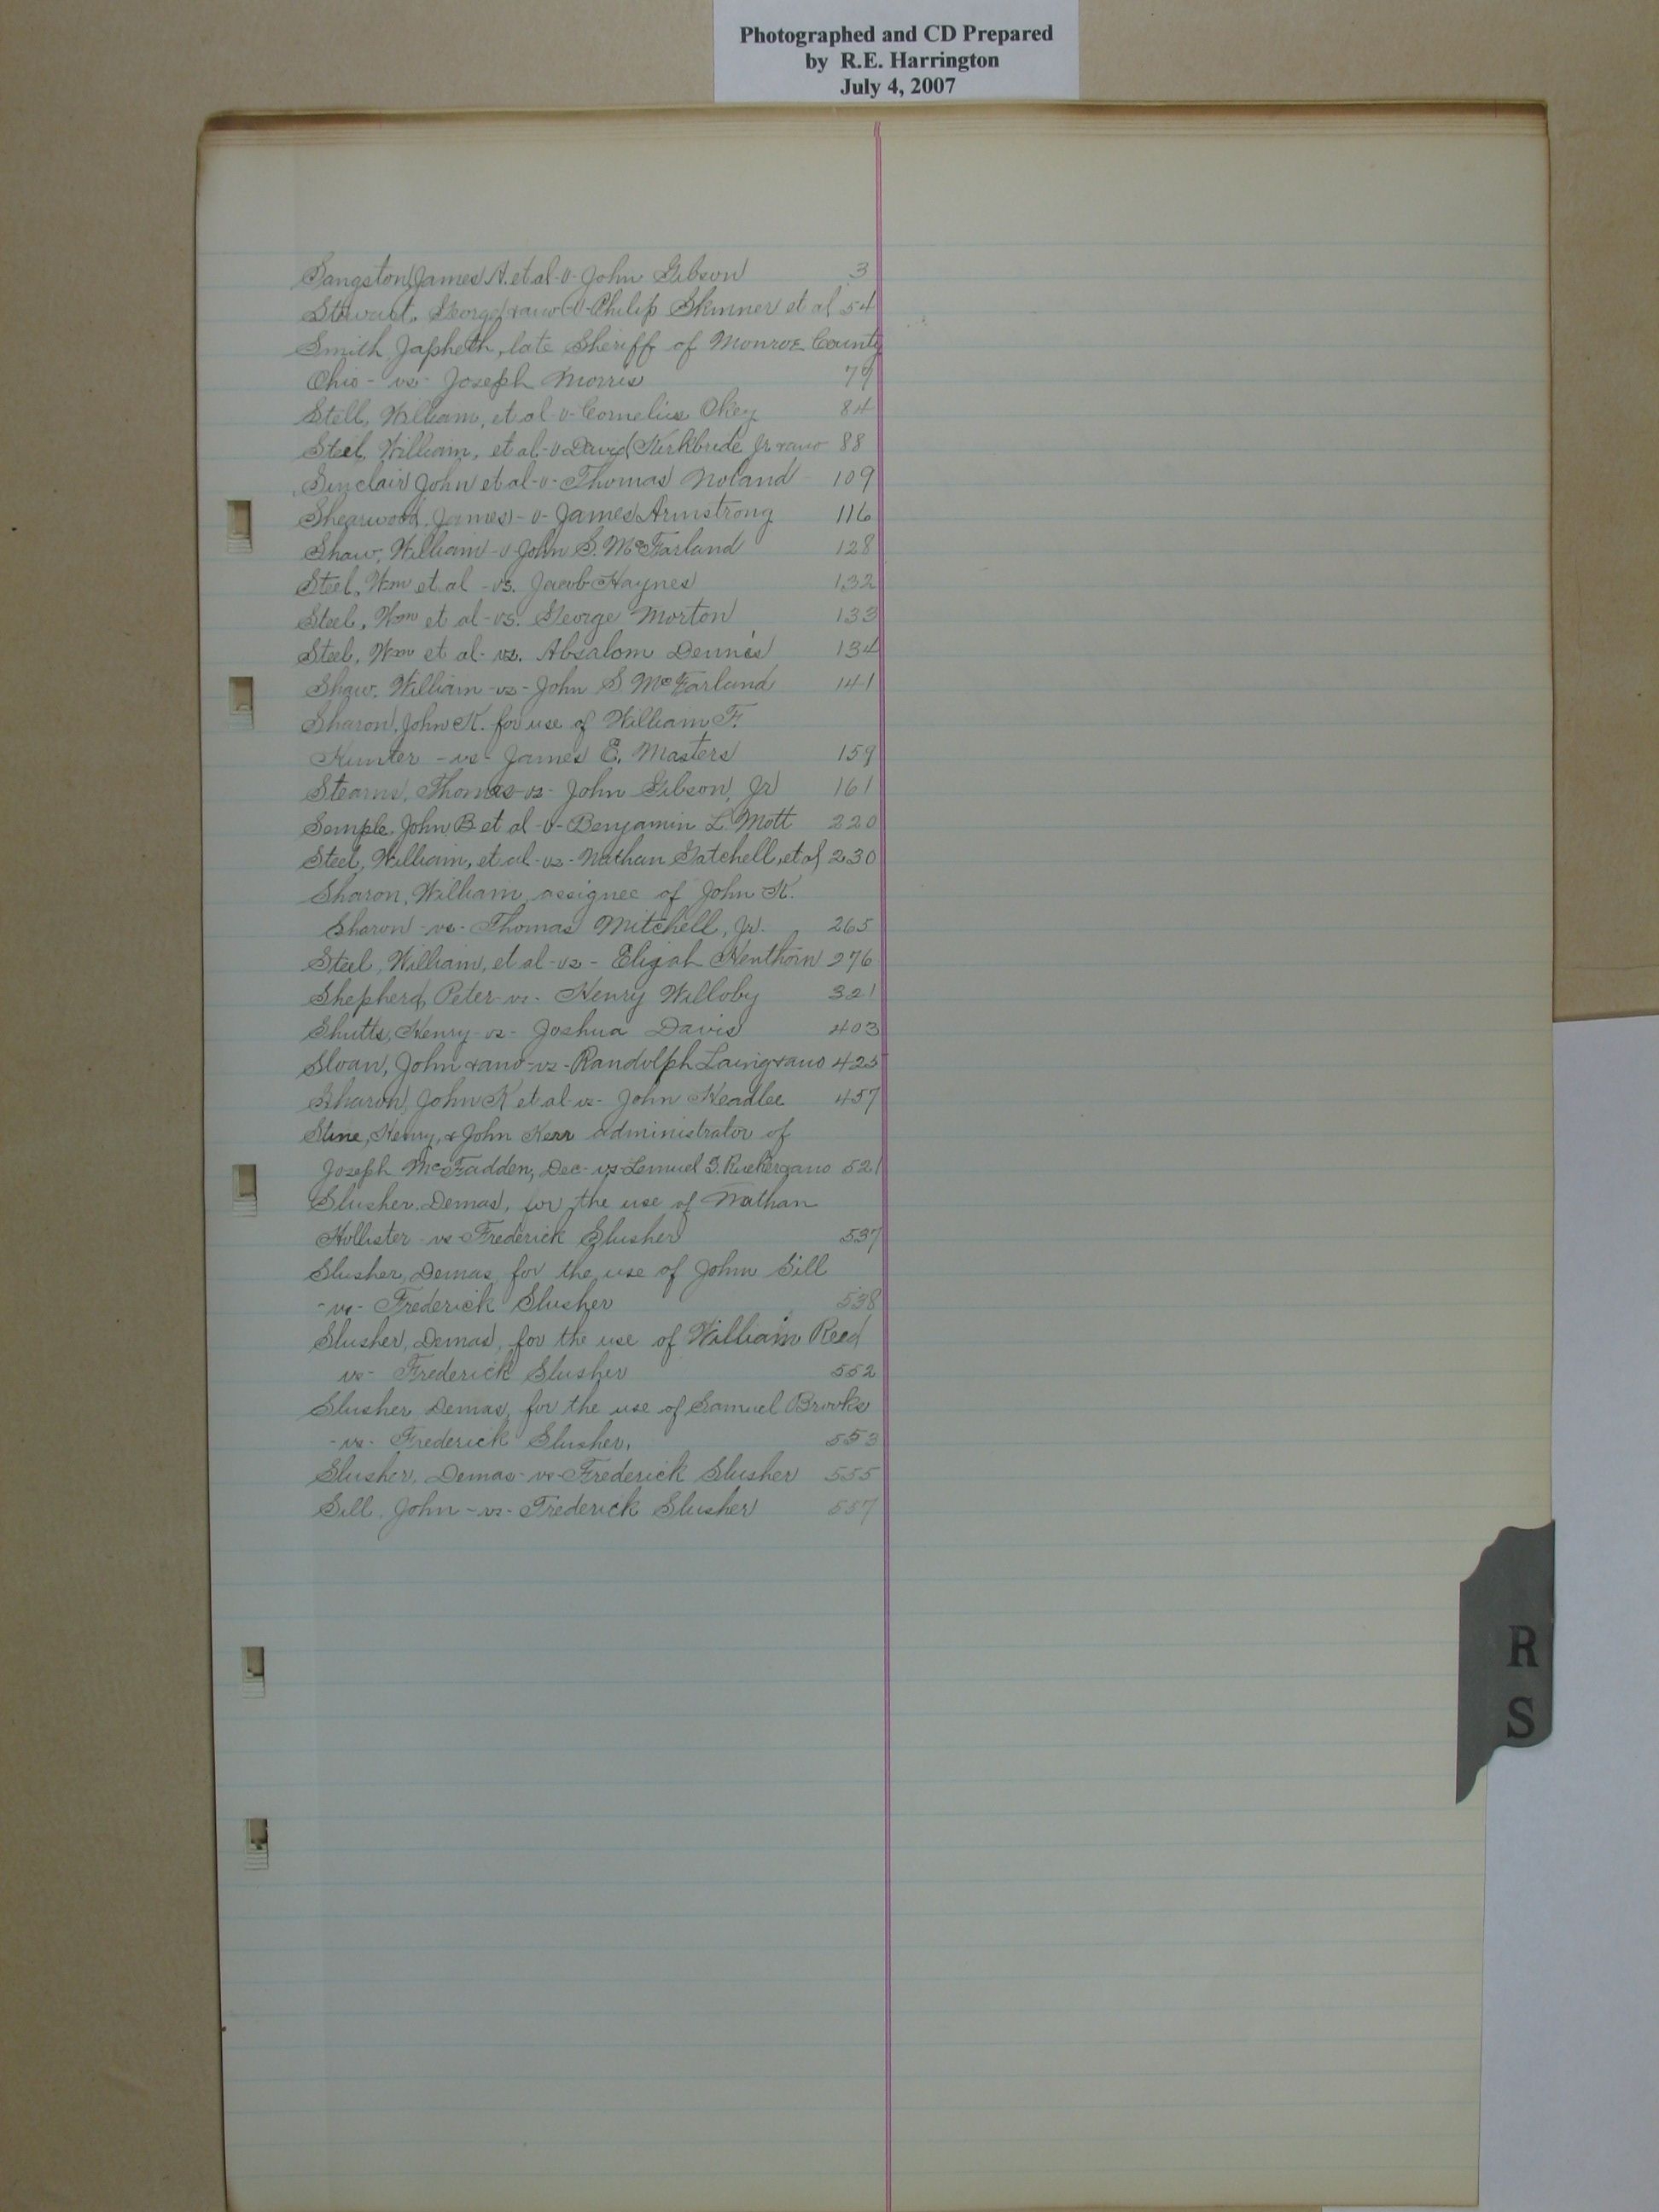 Photographed and CD Prepared
by R.E. Harrington
July 4, 2007
Sangston, James A. et al -v- John Gibson 3
Stewart, George & ano -v- Philip Skinner et al 54
Smith, Japheth, late Sheriff of Monroe County
Ohio - vs - Joseph Morris 79
Stell, William, et al -v- Cornelius Okey 84
Steel, William, et al -v- David Kirkbride Jr & ano 88
Sinclair John et al -v- Thomas Noland 109
Shearwood, James -v- James Armstrong 116
Shaw, William -v- John S. McFarland 128
Steel, Wm et al -vs. Jacob Haynes 132
Steel, Wm et al -vs. George Morton 133
Steel, Wm et al - vs. Absalom Dennis 134
Shaw, William -vs- John S. McFarland 141
Sharon, John K. for use of William F.
Hunter -vs- James E. Masters 159
Stearns, Thomas -vs- John Gibson, Jr 161
Semple, John B et al -v- Benjamin L. Mott 220
Steel, William, et al -vs- Nathan Gatchell, et al 230
Sharon, William, assignee of John K.
Sharon -vs- Thomas Mitchell, Jr. 265
Steel, William, et al -vs- Elijah Henthorn 276
Shepherd, Peter -vs- Henry Willoby 321
Shutts, Henry -vs- Joshua Davis 403
Sloan, John & ano -vs- Randolph Laing & ano 425
Sharon, John K et al -vs- John Headlee 457
Stine, Henry, & John Kerr administrator of
Joseph McFadden, Dec -vs- Lemuel & ano 521
Slusher, Demas, for the use of Nathan
Hollister -vs- Frederick Slusher 537
Slusher, Demas, for the use of John Sill
-vs- Frederick Slusher 538
Slusher, Demas, for the use of William Reed
vs- Frederick Slusher 552
Slusher Demas, for the use of Samuel Brooks
-vs- Frederick Slusher, 553
Slusher, Demas -vs- Frederick Slusher 555
Sill, John -vs- Frederick Slusher 557
R
S